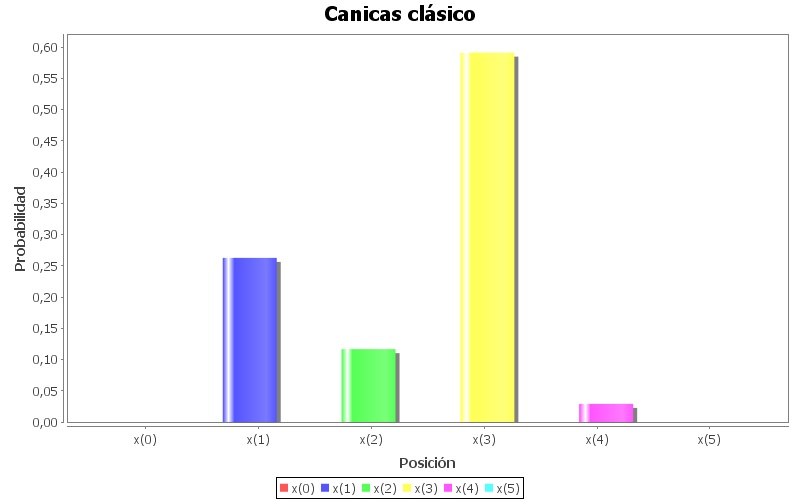 Canicas clásico
0,60
0,55
0,50
0,45
0,40
0,35
0,30
0,25
0,20
0,15
0,10
0,05
0,00
Probabilidad
x(0) x(1) x(2) x(3) x(4) x(5)
Posición
x(0) x(1) x(2) x(3) x(4) x(5)